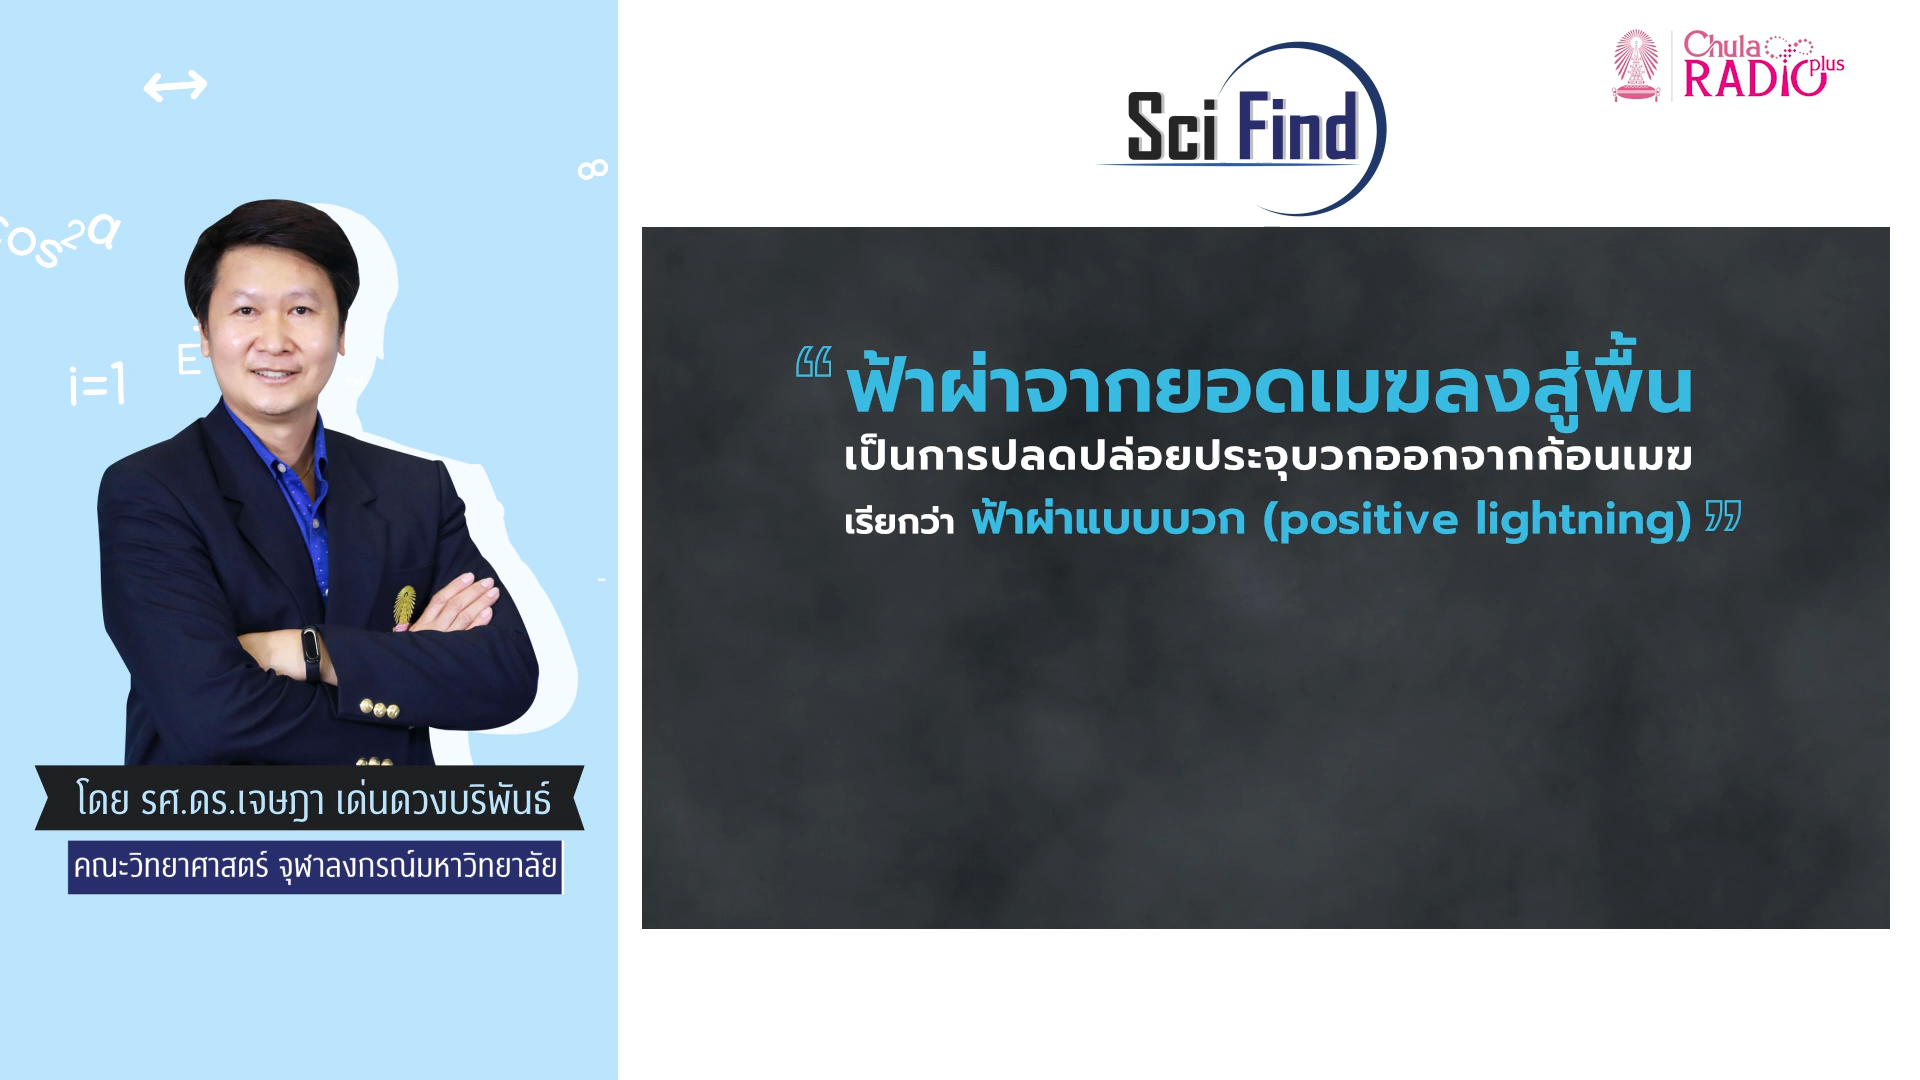 Chula
RADIO plus
Sci Find
∞
cos2a
i=1
E
“ ฟ้าผ่าจากยอดเมฆลงสู่พื้น
เป็นการปลดปล่อยประจุบวกออกจากก้อนเมฆ
เรียกว่า ฟ้าผ่าแบบบวก (positive lightning) ”
โดย รศ.ดร.เจษฎา เด่นดวงบริพันธ์
คณะวิทยาศาสตร์ จุฬาลงกรณ์มหาวิทยาลัย